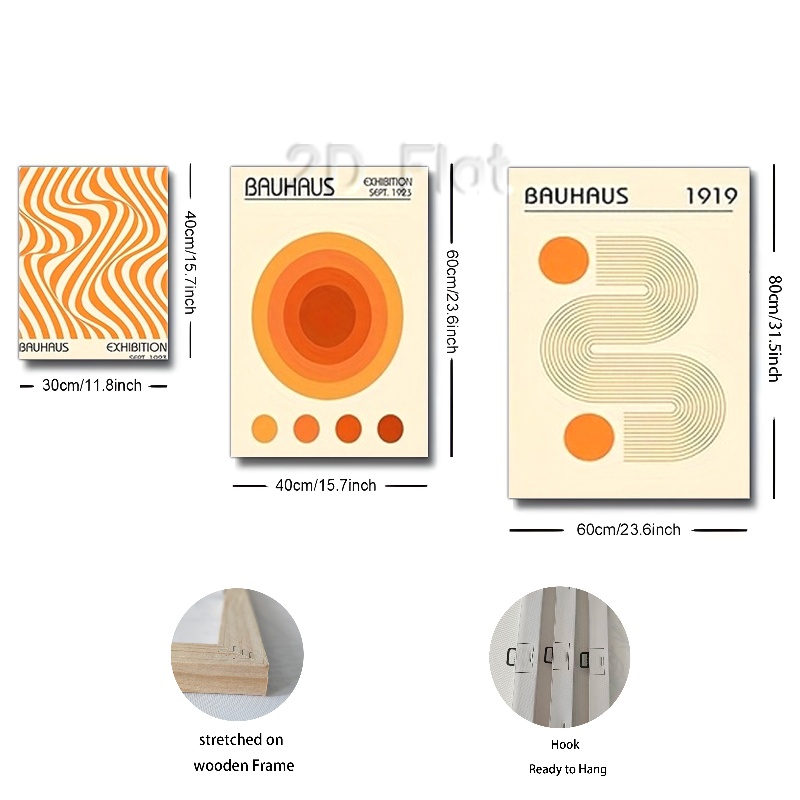 2D Flat
BAUHAUS
EXHIBITION
SEPT. 1923
BAUHAUS 1919
40cm/15.7inch
60cm/23.6inch
80cm/31.5inch
BAUHAUS EXHIBITION
SEPT. 1923
30cm/11.8inch
40cm/15.7inch
60cm/23.6inch
stretched on
wooden Frame
Hook
Ready to Hang